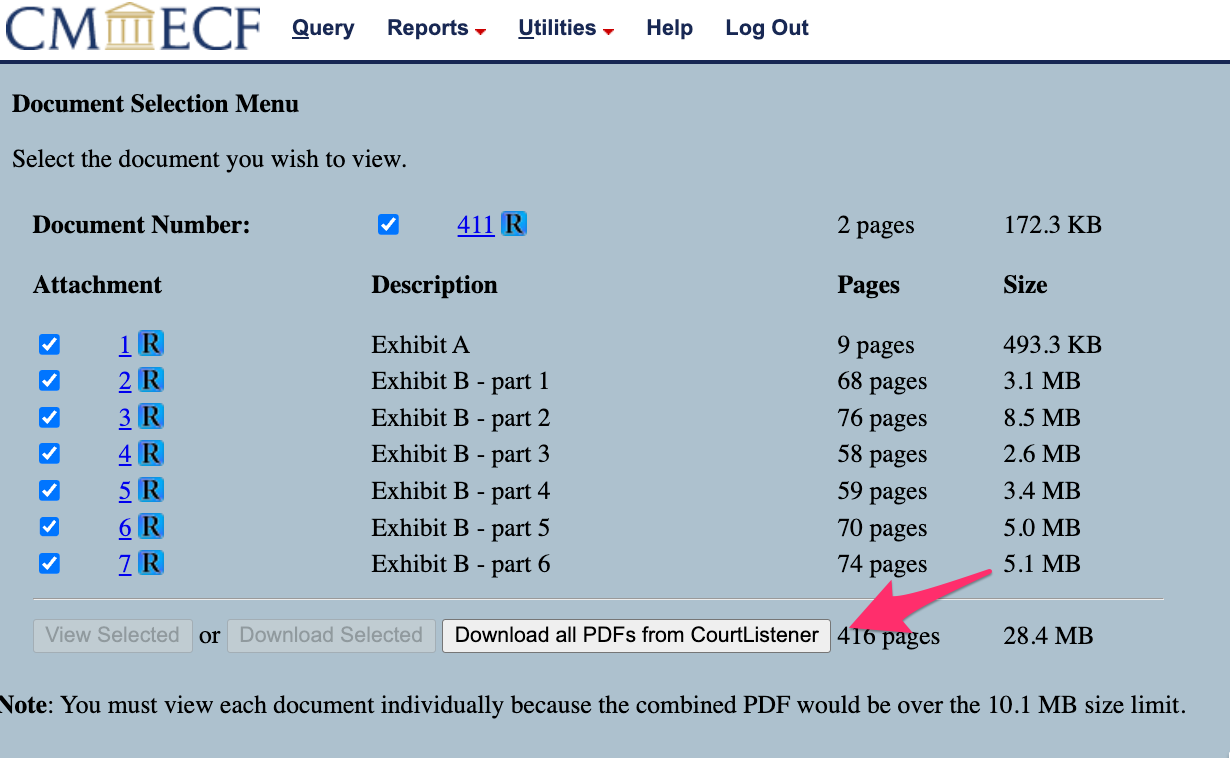 CM ECF Query Reports Utilities Help Log Out
Document Selection Menu
Select the document you wish to view.
Document Number: 411 R 2 pages 172.3 KB
Attachment Description Pages Size
1 R Exhibit A 9 pages 493.3 KB
2 R Exhibit B - part 1 68 pages 3.1 MB
3 R Exhibit B - part 2 76 pages 8.5 MB
4 R Exhibit B - part 3 58 pages 2.6 MB
5 R Exhibit B - part 4 59 pages 3.4 MB
6 R Exhibit B - part 5 70 pages 5.0 MB
7 R Exhibit B - part 6 74 pages 5.1 MB
View Selected or Download Selected Download all PDFs from CourtListener 416 pages 28.4 MB
Note: You must view each document individually because the combined PDF would be over the 10.1 MB size limit.